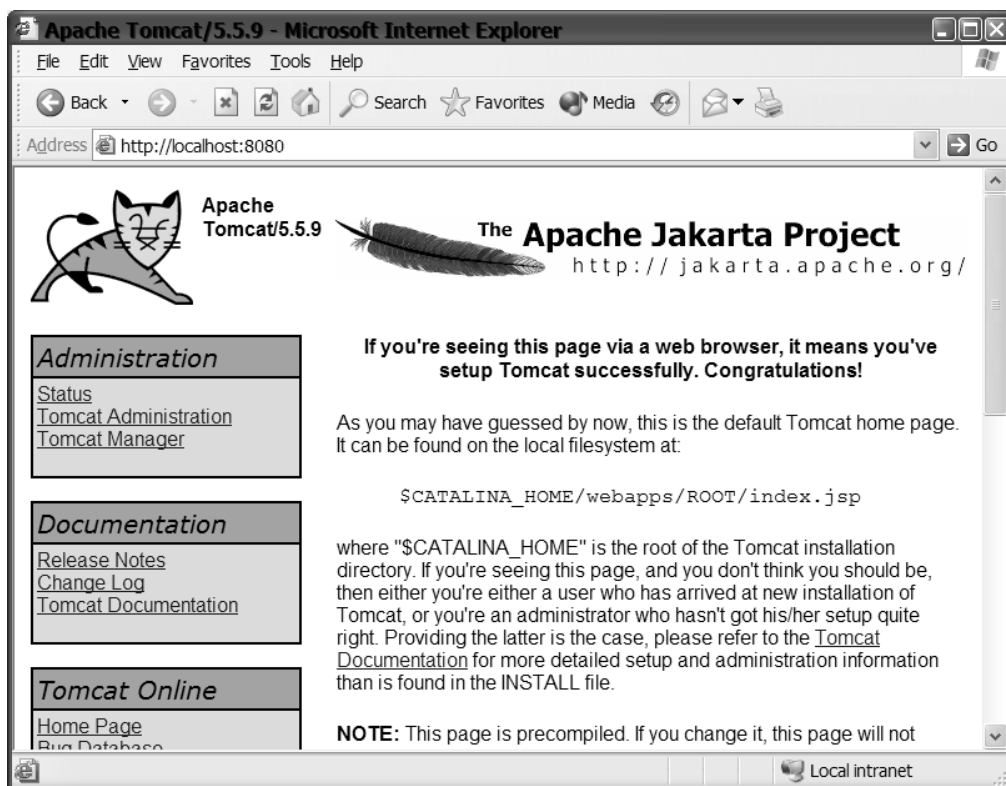 Apache Tomcat/5.5.9 - Microsoft Internet Explorer
File Edit View Favorites Tools Help
Back Search Favorites Media
Address http://localhost:8080 Go
Apache
Tomcat/5.5.9
The Apache Jakarta Project
http://jakarta.apache.org/
Administration
Status
Tomcat Administration
Tomcat Manager
Documentation
Release Notes
Change Log
Tomcat Documentation
Tomcat Online
Home Page
Bug Database
If you're seeing this page via a web browser, it means you've
setup Tomcat successfully. Congratulations!
As you may have guessed by now, this is the default Tomcat home page.
It can be found on the local filesystem at:
$CATALINA_HOME/webapps/ROOT/index.jsp
where "$CATALINA_HOME" is the root of the Tomcat installation
directory. If you're seeing this page, and you don't think you should be,
then either you're either a user who has arrived at new installation of
Tomcat, or you're an administrator who hasn't got his/her setup quite
right. Providing the latter is the case, please refer to the Tomcat
Documentation for more detailed setup and administration information
than is found in the INSTALL file.
NOTE: This page is precompiled. If you change it, this page will not
Local intranet